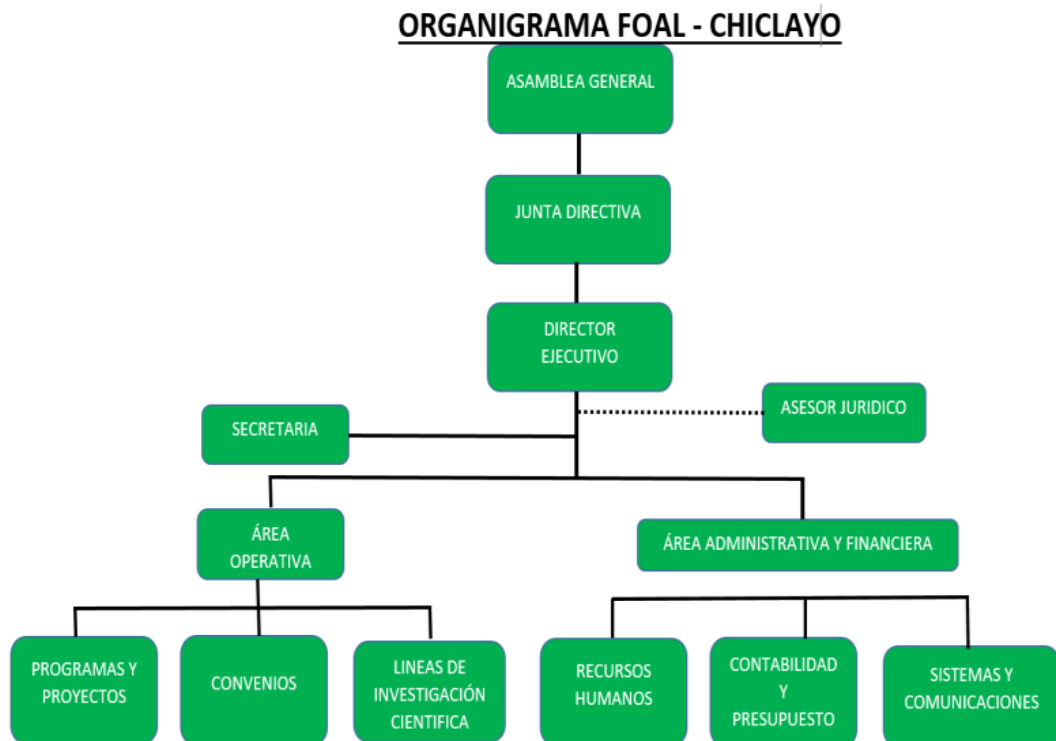 ORGANIGRAMA FOAL - CHICLAYO
ASAMBLEA GENERAL
JUNTA DIRECTIVA
DIRECTOR
EJECUTIVO
ASESOR JURIDICO
SECRETARIA
ÁREA
OPERATIVA
ÁREA ADMINISTRATIVA Y FINANCIERA
PROGRAMAS Y
PROYECTOS
CONVENIOS
LINEAS DE
INVESTIGACIÓN
CIENTIFICA
RECURSOS
HUMANOS
CONTABILIDAD
Y
PRESUPUESTO
SISTEMAS Y
COMUNICACIONES